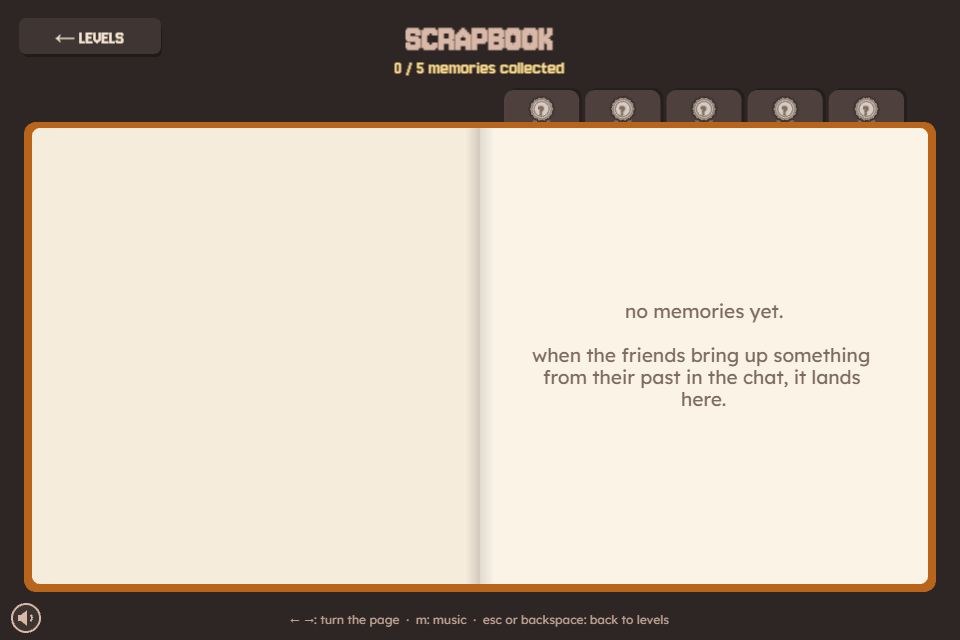 ← LEVELS
SCRAPBOOK
0 / 5 memories collected
? ? ? ? ?
no memories yet.
when the friends bring up something
from their past in the chat, it lands
here.
← →: turn the page · m: music · esc or backspace: back to levels